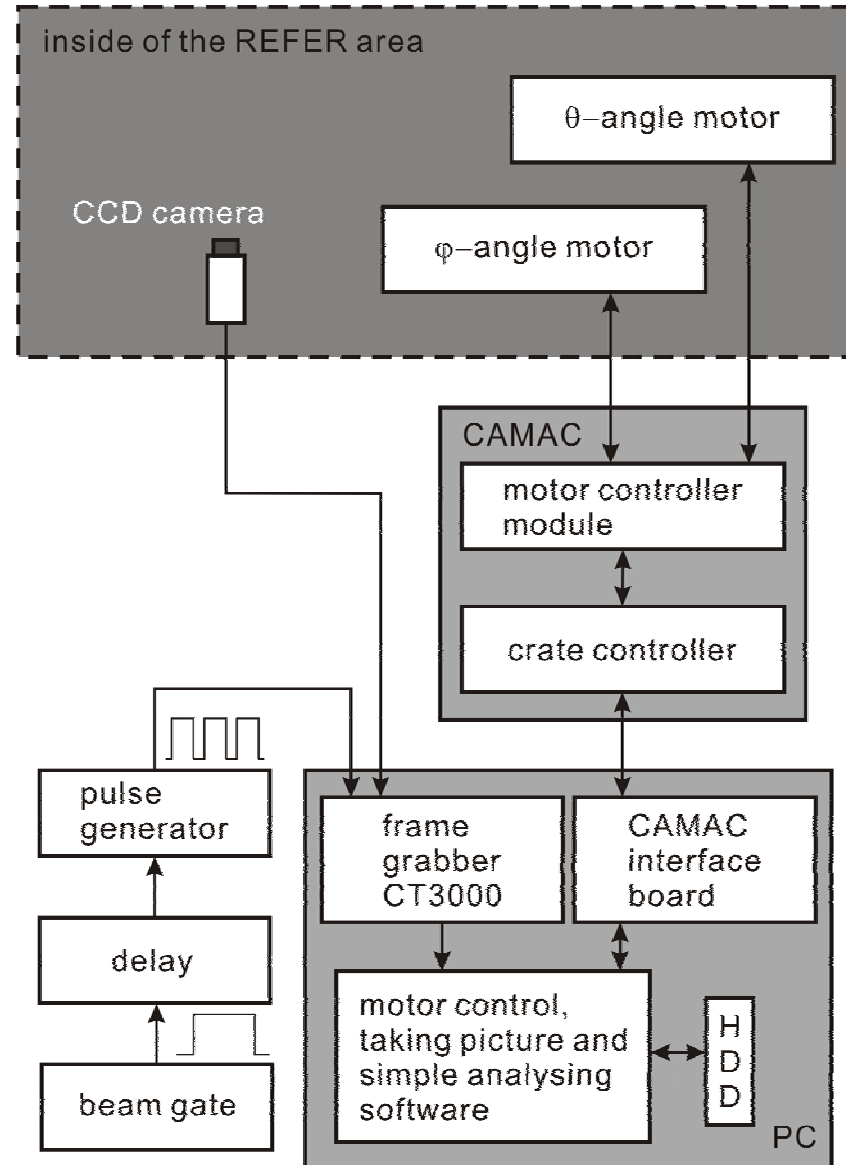 inside of the REFER area
θ–angle motor
CCD camera
φ–angle motor
CAMAC
motor controller
module
crate controller
pulse
generator
frame
grabber
CT3000
CAMAC
interface
board
delay
motor control,
taking picture and
simple analysing
software
H
D
D
beam gate
PC